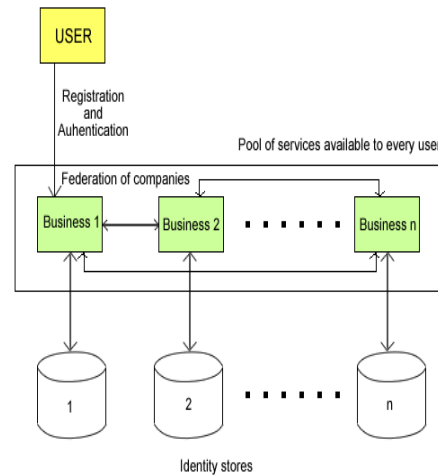 USER
Registration
and
Auhentication
Pool of services available to every user
Federation of companies
Business 1
Business 2
Business n
1
2
n
Identity stores